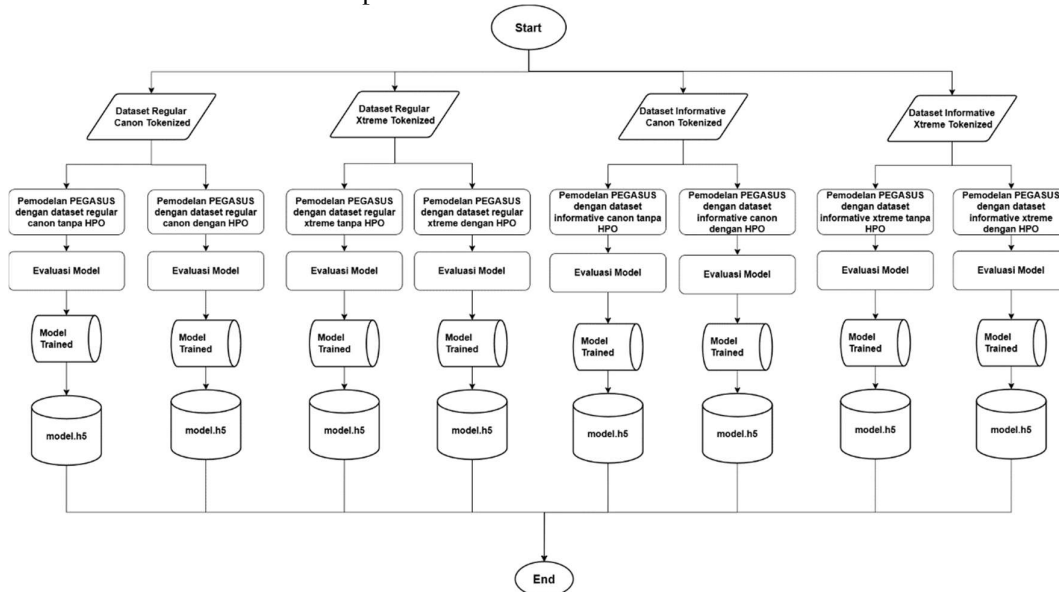 Start
Dataset Regular
Canon Tokenized
Dataset Regular
Xtreme Tokenized
Dataset Informative
Canon Tokenized
Dataset Informative
Xtreme Tokenized
Pemodelan PEGASUS
dengan dataset regular
canon tanpa HPO
Pemodelan PEGASUS
dengan dataset regular
canon dengan HPO
Pemodelan PEGASUS
dengan dataset regular
xtreme tanpa HPO
Pemodelan PEGASUS
dengan dataset regular
xtreme dengan HPO
Pemodelan PEGASUS
dengan dataset
informative canon tanpa
HPO
Pemodelan PEGASUS
dengan dataset
informative canon dengan
HPO
Pemodelan PEGASUS
dengan dataset
informative xtreme tanpa
HPO
Pemodelan PEGASUS
dengan dataset
informative xtreme
dengan HPO
Evaluasi Model
Evaluasi Model
Evaluasi Model
Evaluasi Model
Evaluasi Model
Evaluasi Model
Evaluasi Model
Evaluasi Model
Model
Trained
Model
Trained
Model
Trained
Model
Trained
Model
Trained
Model
Trained
Model
Trained
Model
Trained
model.h5
model.h5
model.h5
model.h5
model.h5
model.h5
model.h5
model.h5
End